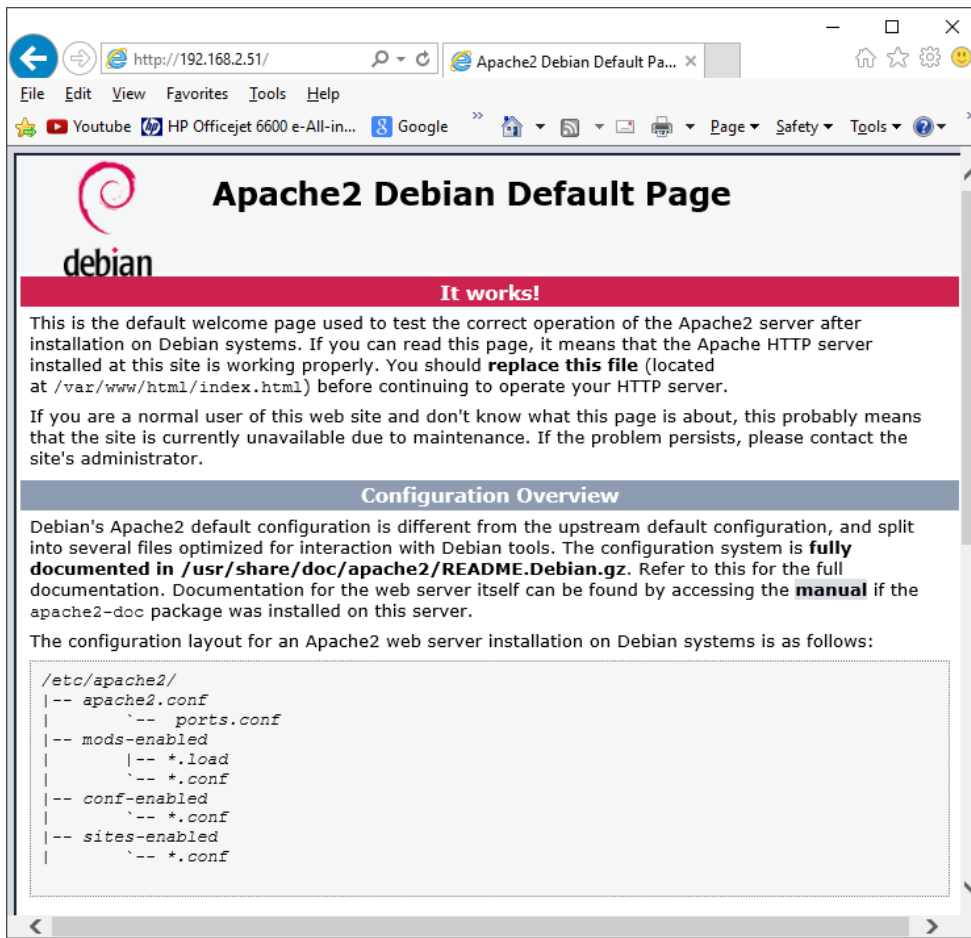 http://192.168.2.51/
Apache2 Debian Default Pa...
File Edit View Favorites Tools Help
Youtube HP Officejet 6600 e-All-in... Google » Page Safety Tools
debian
Apache2 Debian Default Page
It works!
This is the default welcome page used to test the correct operation of the Apache2 server after
installation on Debian systems. If you can read this page, it means that the Apache HTTP server
installed at this site is working properly. You should replace this file (located
at /var/www/html/index.html) before continuing to operate your HTTP server.
If you are a normal user of this web site and don't know what this page is about, this probably means
that the site is currently unavailable due to maintenance. If the problem persists, please contact the
site's administrator.
Configuration Overview
Debian's Apache2 default configuration is different from the upstream default configuration, and split
into several files optimized for interaction with Debian tools. The configuration system is fully
documented in /usr/share/doc/apache2/README.Debian.gz. Refer to this for the full
documentation. Documentation for the web server itself can be found by accessing the manual if the
apache2-doc package was installed on this server.
The configuration layout for an Apache2 web server installation on Debian systems is as follows:
/etc/apache2/
|-- apache2.conf
|       `--  ports.conf
|-- mods-enabled
|       |-- *.load
|       `-- *.conf
|-- conf-enabled
|       `-- *.conf
|-- sites-enabled
|       `-- *.conf